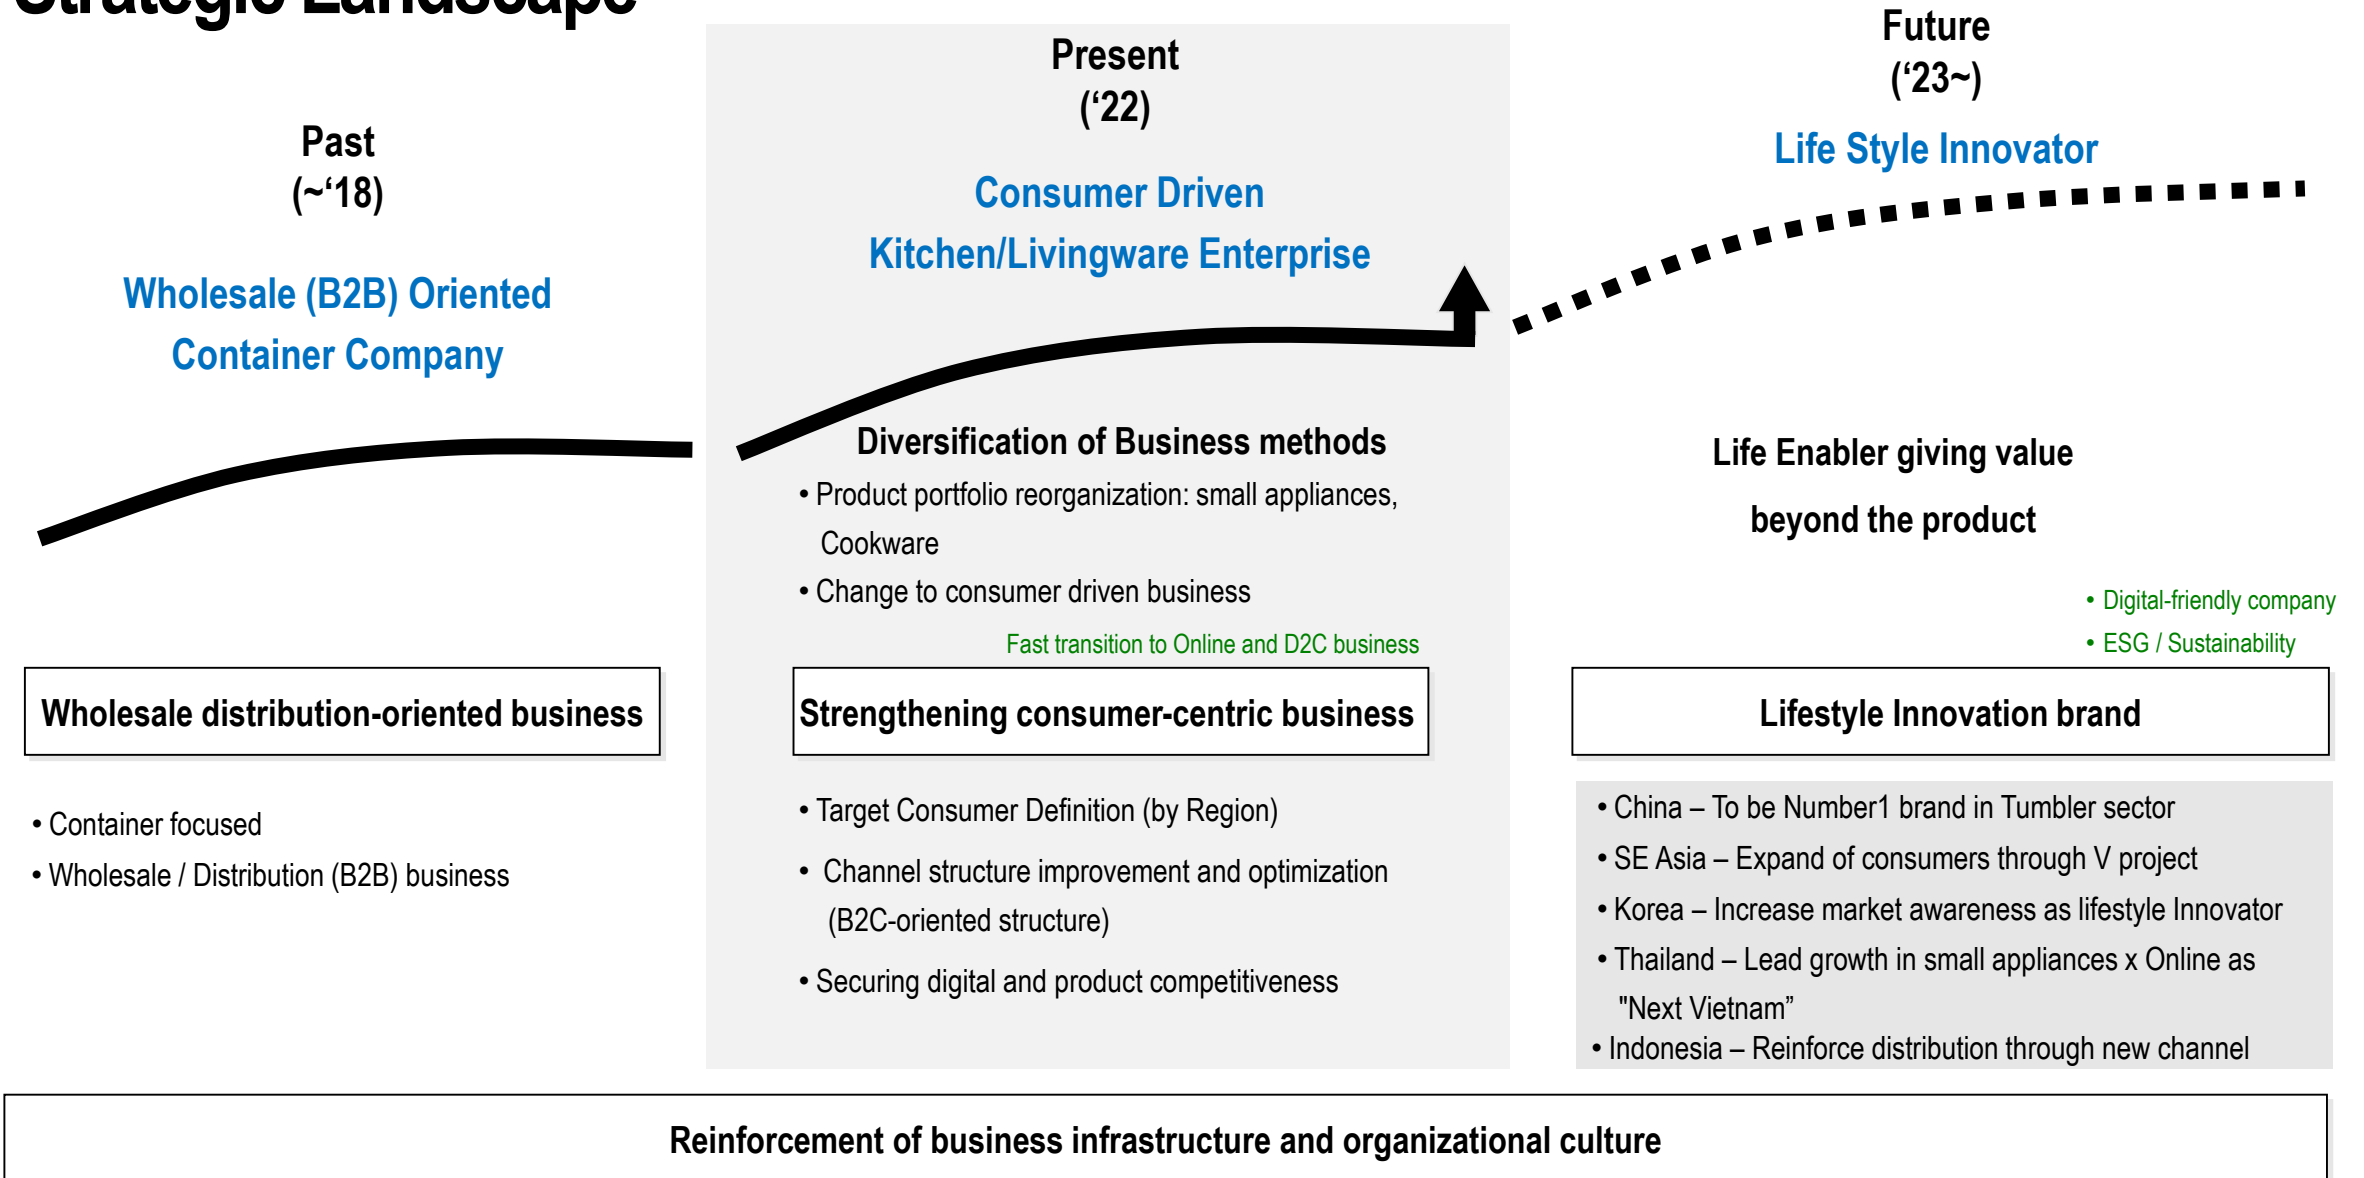 Strategic Landscape
Past
(~‘18)
Wholesale (B2B) Oriented
Container Company
Wholesale distribution-oriented business
• Container focused
• Wholesale / Distribution (B2B) business
Present
(‘22)
Consumer Driven
Kitchen/Livingware Enterprise
Diversification of Business methods
• Product portfolio reorganization: small appliances,
Cookware
• Change to consumer driven business
Fast transition to Online and D2C business
Strengthening consumer-centric business
• Target Consumer Definition (by Region)
• Channel structure improvement and optimization
(B2C-oriented structure)
• Securing digital and product competitiveness
Future
(‘23~)
Life Style Innovator
Life Enabler giving value
beyond the product
• Digital-friendly company
• ESG / Sustainability
Lifestyle Innovation brand
• China – To be Number1 brand in Tumbler sector
• SE Asia – Expand of consumers through V project
• Korea – Increase market awareness as lifestyle Innovator
• Thailand – Lead growth in small appliances x Online as
"Next Vietnam”
• Indonesia – Reinforce distribution through new channel
Reinforcement of business infrastructure and organizational culture